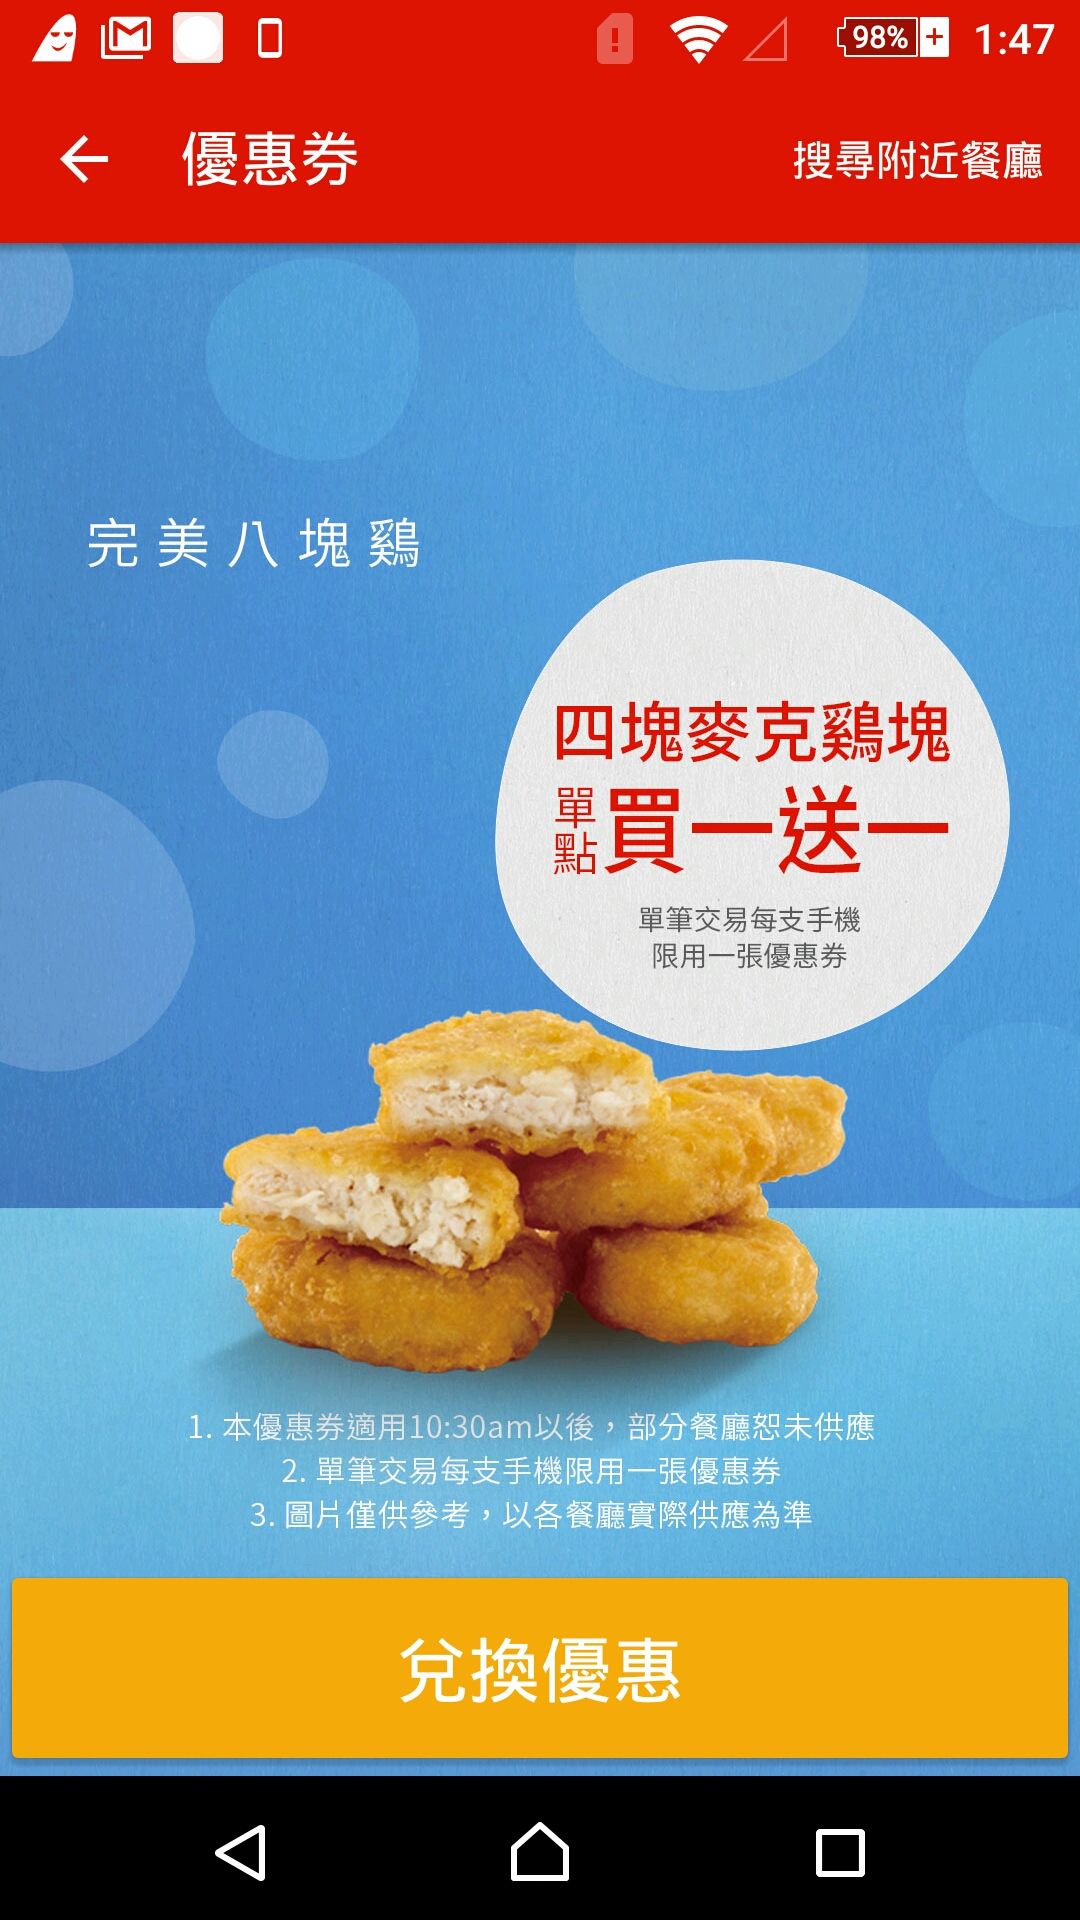 98%
1:47
優惠券
搜尋附近餐廳
完美八塊鷄
四塊麥克鷄塊
單點
買一送一
單筆交易每支手機
限用一張優惠券
1. 本優惠券適用10:30am以後，部分餐廳恕未供應
2. 單筆交易每支手機限用一張優惠券
3. 圖片僅供參考，以各餐廳實際供應為準
兌換優惠